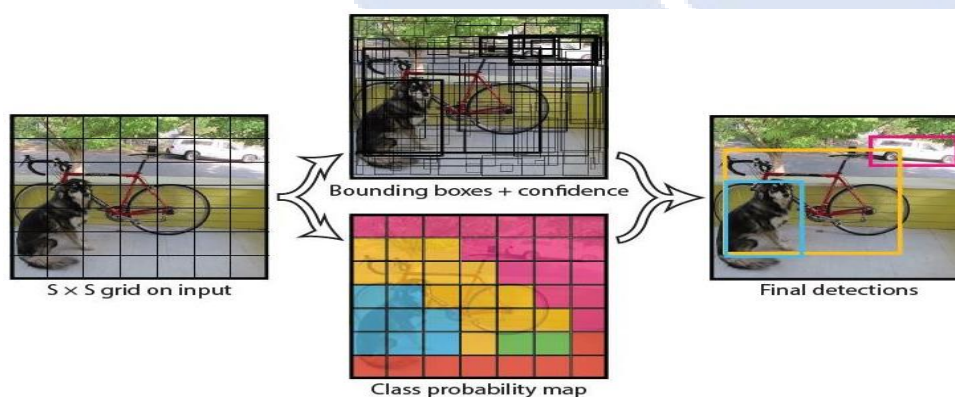 Bounding boxes + confidence
S × S grid on input
Final detections
Class probability map